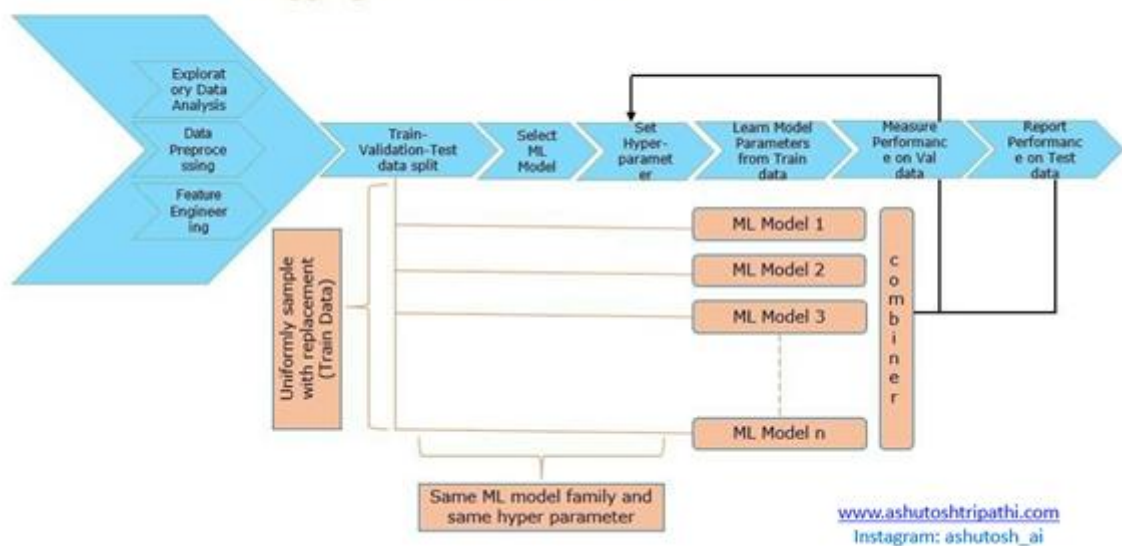 Explorat
ory Data
Analysis
Data
Preproce
ssing
Feature
Engineer
ing
Train-
Validation-Test
data split
Select
ML
Model
Set
Hyper-
paramet
er
Learn Model
Parameters
from Train
data
Measure
Performanc
e on Val
data
Report
Performanc
e on Test
data
Uniformly sample
with replacement
(Train Data)
ML Model 1
ML Model 2
ML Model 3
ML Model n
combiner
Same ML model family and
same hyper parameter
www.ashutoshtripathi.com
Instagram: ashutosh_ai